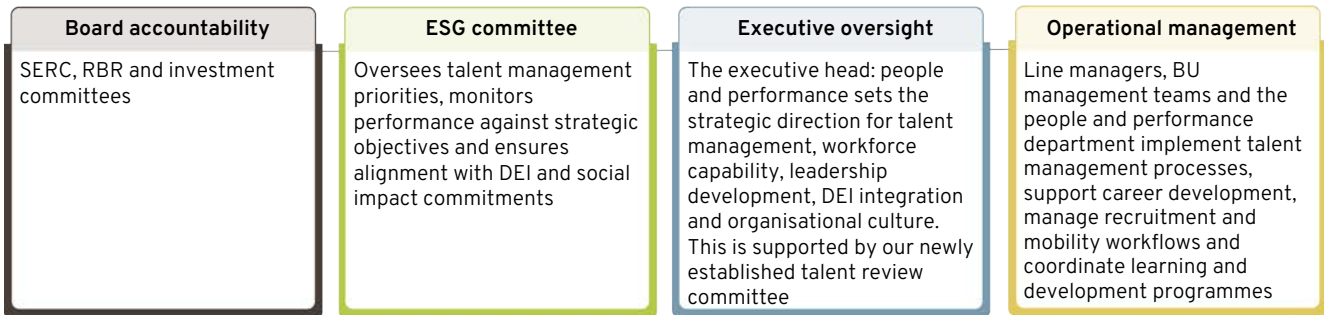 Board accountability
SERC, RBR and investment
committees
ESG committee
Oversees talent management
priorities, monitors
performance against strategic
objectives and ensures
alignment with DEI and social
impact commitments
Executive oversight
The executive head: people
and performance sets the
strategic direction for talent
management, workforce
capability, leadership
development, DEI integration
and organisational culture.
This is supported by our newly
established talent review
committee
Operational management
Line managers, BU
management teams and the
people and performance
department implement talent
management processes,
support career development,
manage recruitment and
mobility workflows and
coordinate learning and
development programmes